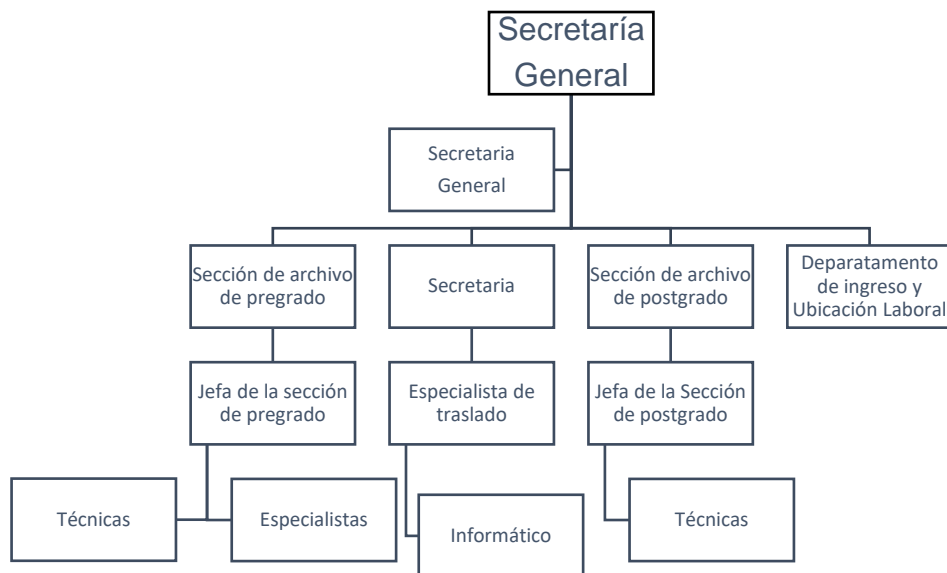 Secretaría
General
Secretaria
General
Sección de archivo
de pregrado
Secretaria
Sección de archivo
de postgrado
Deparatamento
de ingreso y
Ubicación Laboral
Jefa de la sección
de pregrado
Especialista de
traslado
Jefa de la Sección
de postgrado
Técnicas
Especialistas
Informático
Técnicas